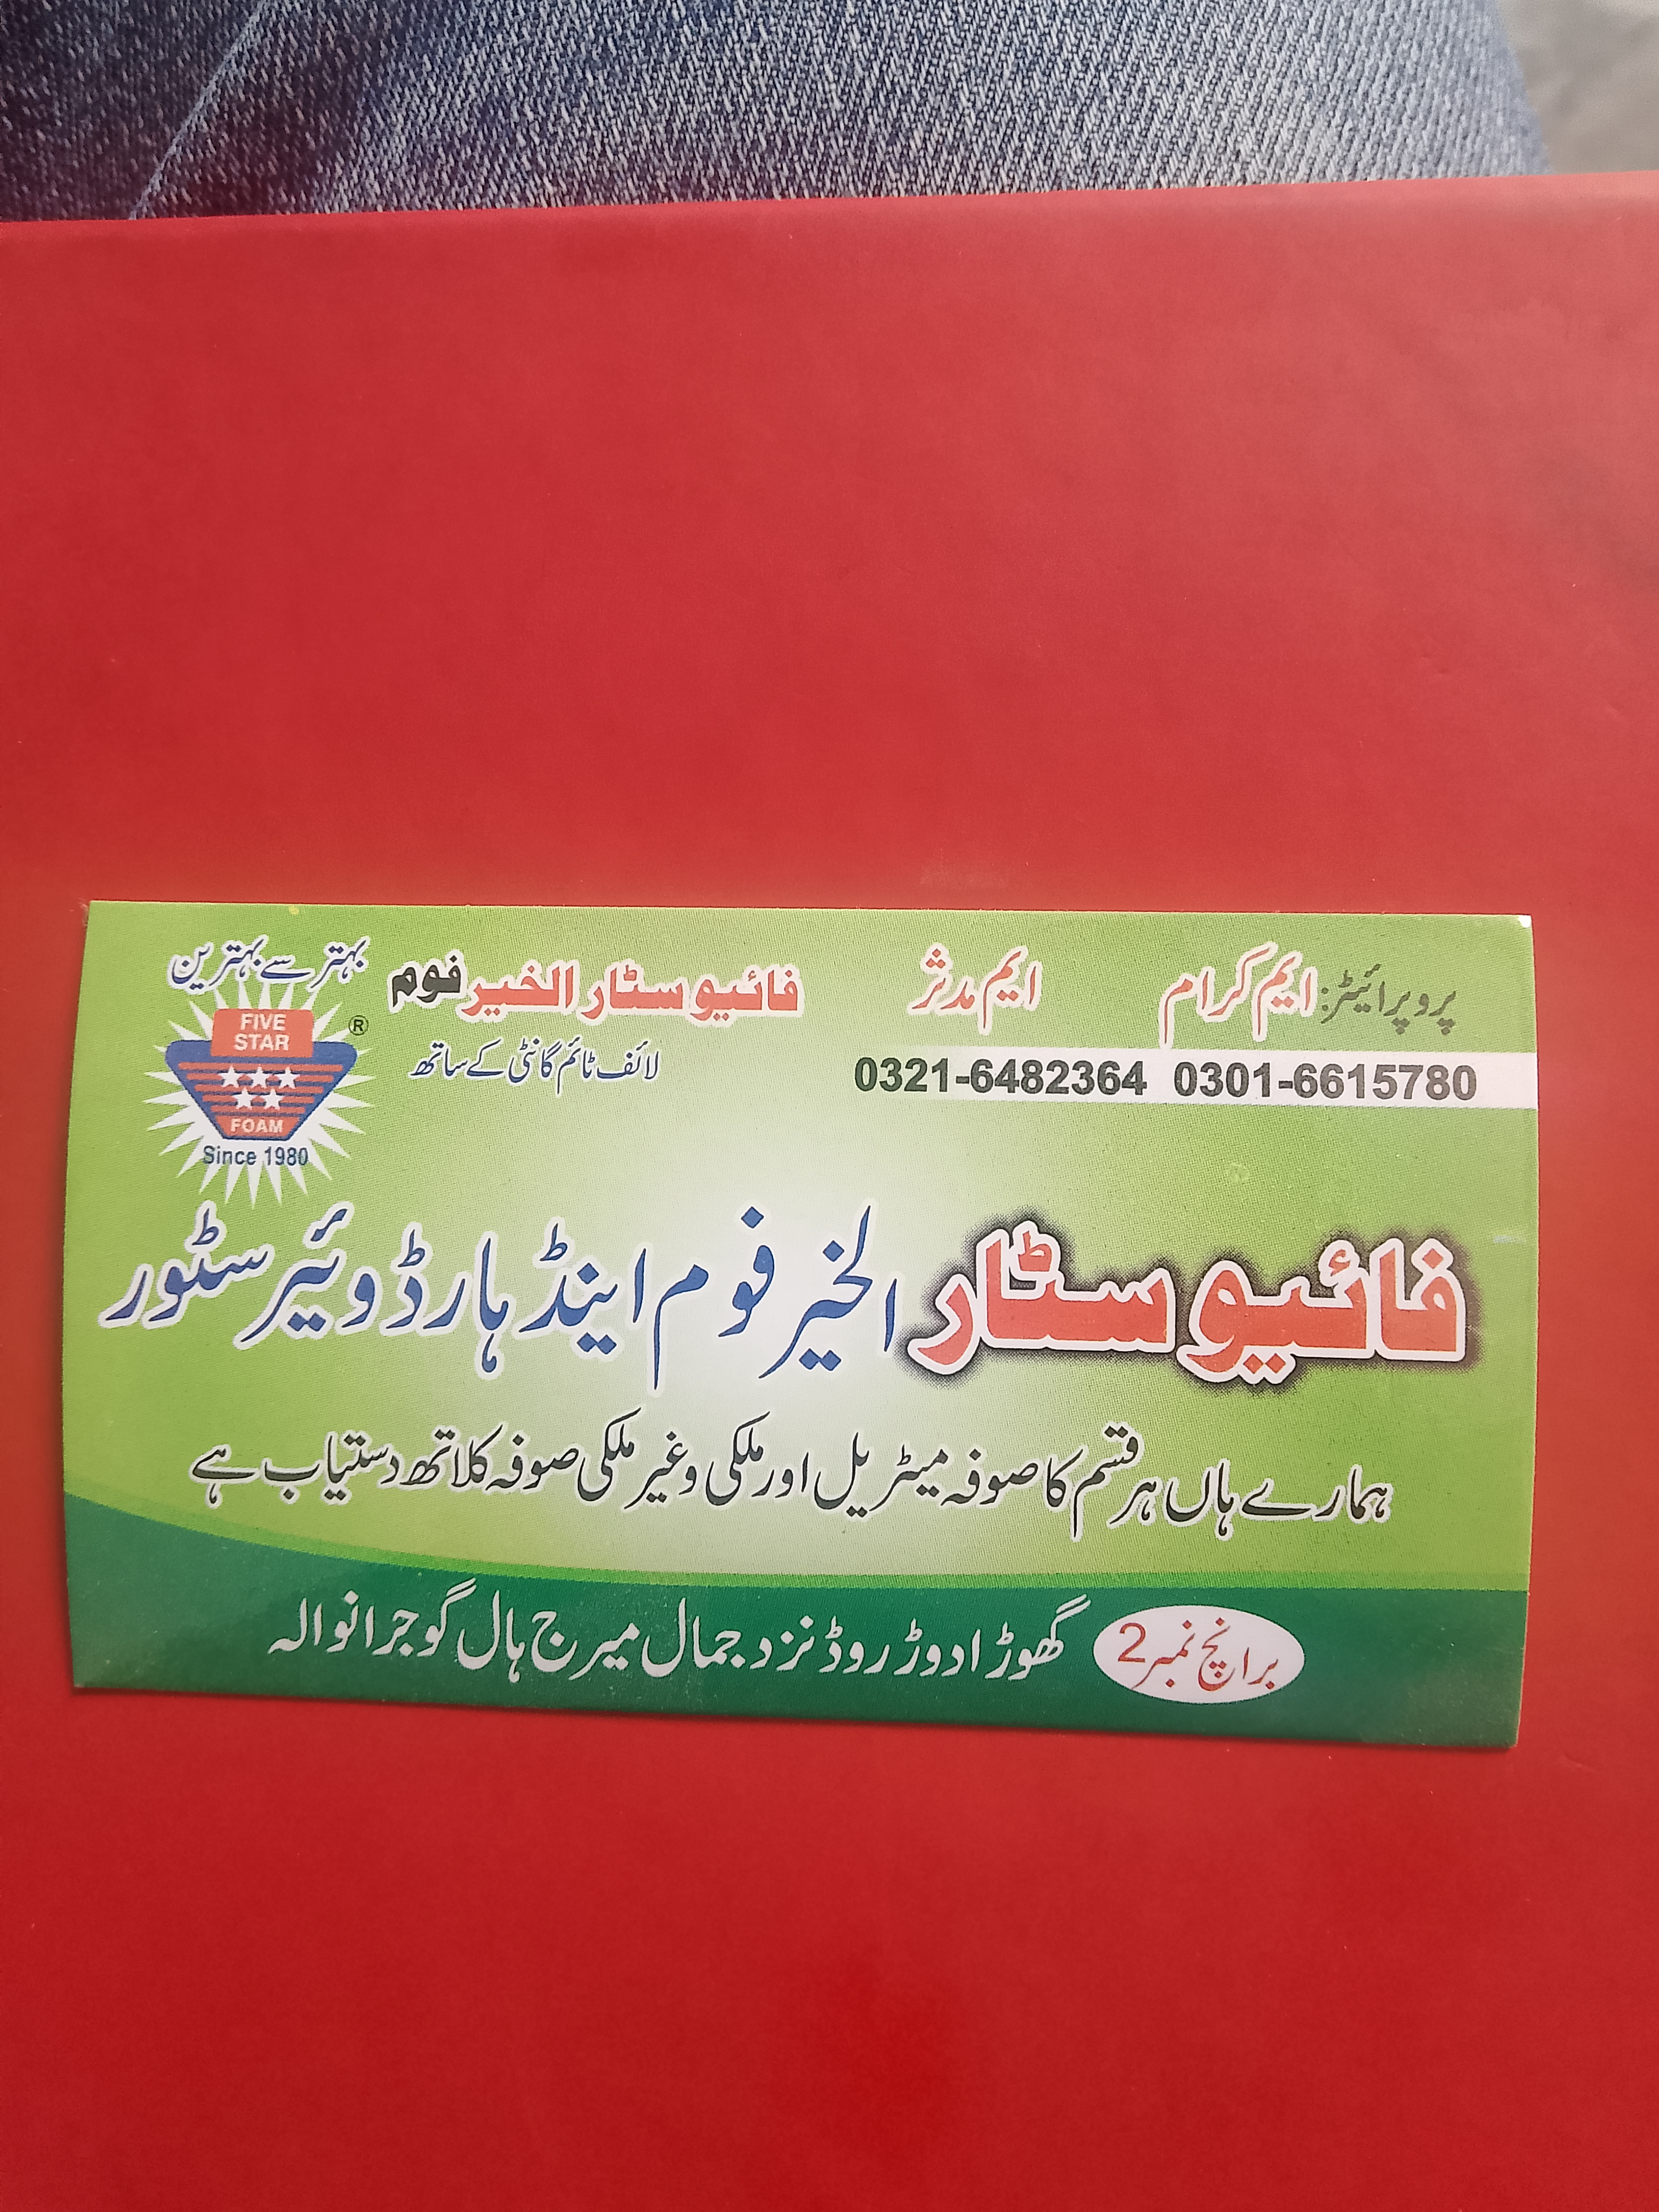 پروپرائیٹر: ایم کرام ایم مدثر
0321-6482364 0301-6615780
فائیو سٹار الخیر فوم
لائف ٹائم گانٹی کے ساتھ
بہتر سے بہترین
FIVE
STAR
®
FOAM
Since 1980
فائیو سٹار الخیر فوم اینڈ ہارڈ وئیر سٹور
ہمارے ہاں ہر قسم کا صوفہ میٹریل اور ملکی و غیر ملکی صوفہ کلاتھ دستیاب ہے
برانچ نمبر 2 گھوڑا دوڑ روڈ نزد جمال میرج ہال گوجرانوالہ